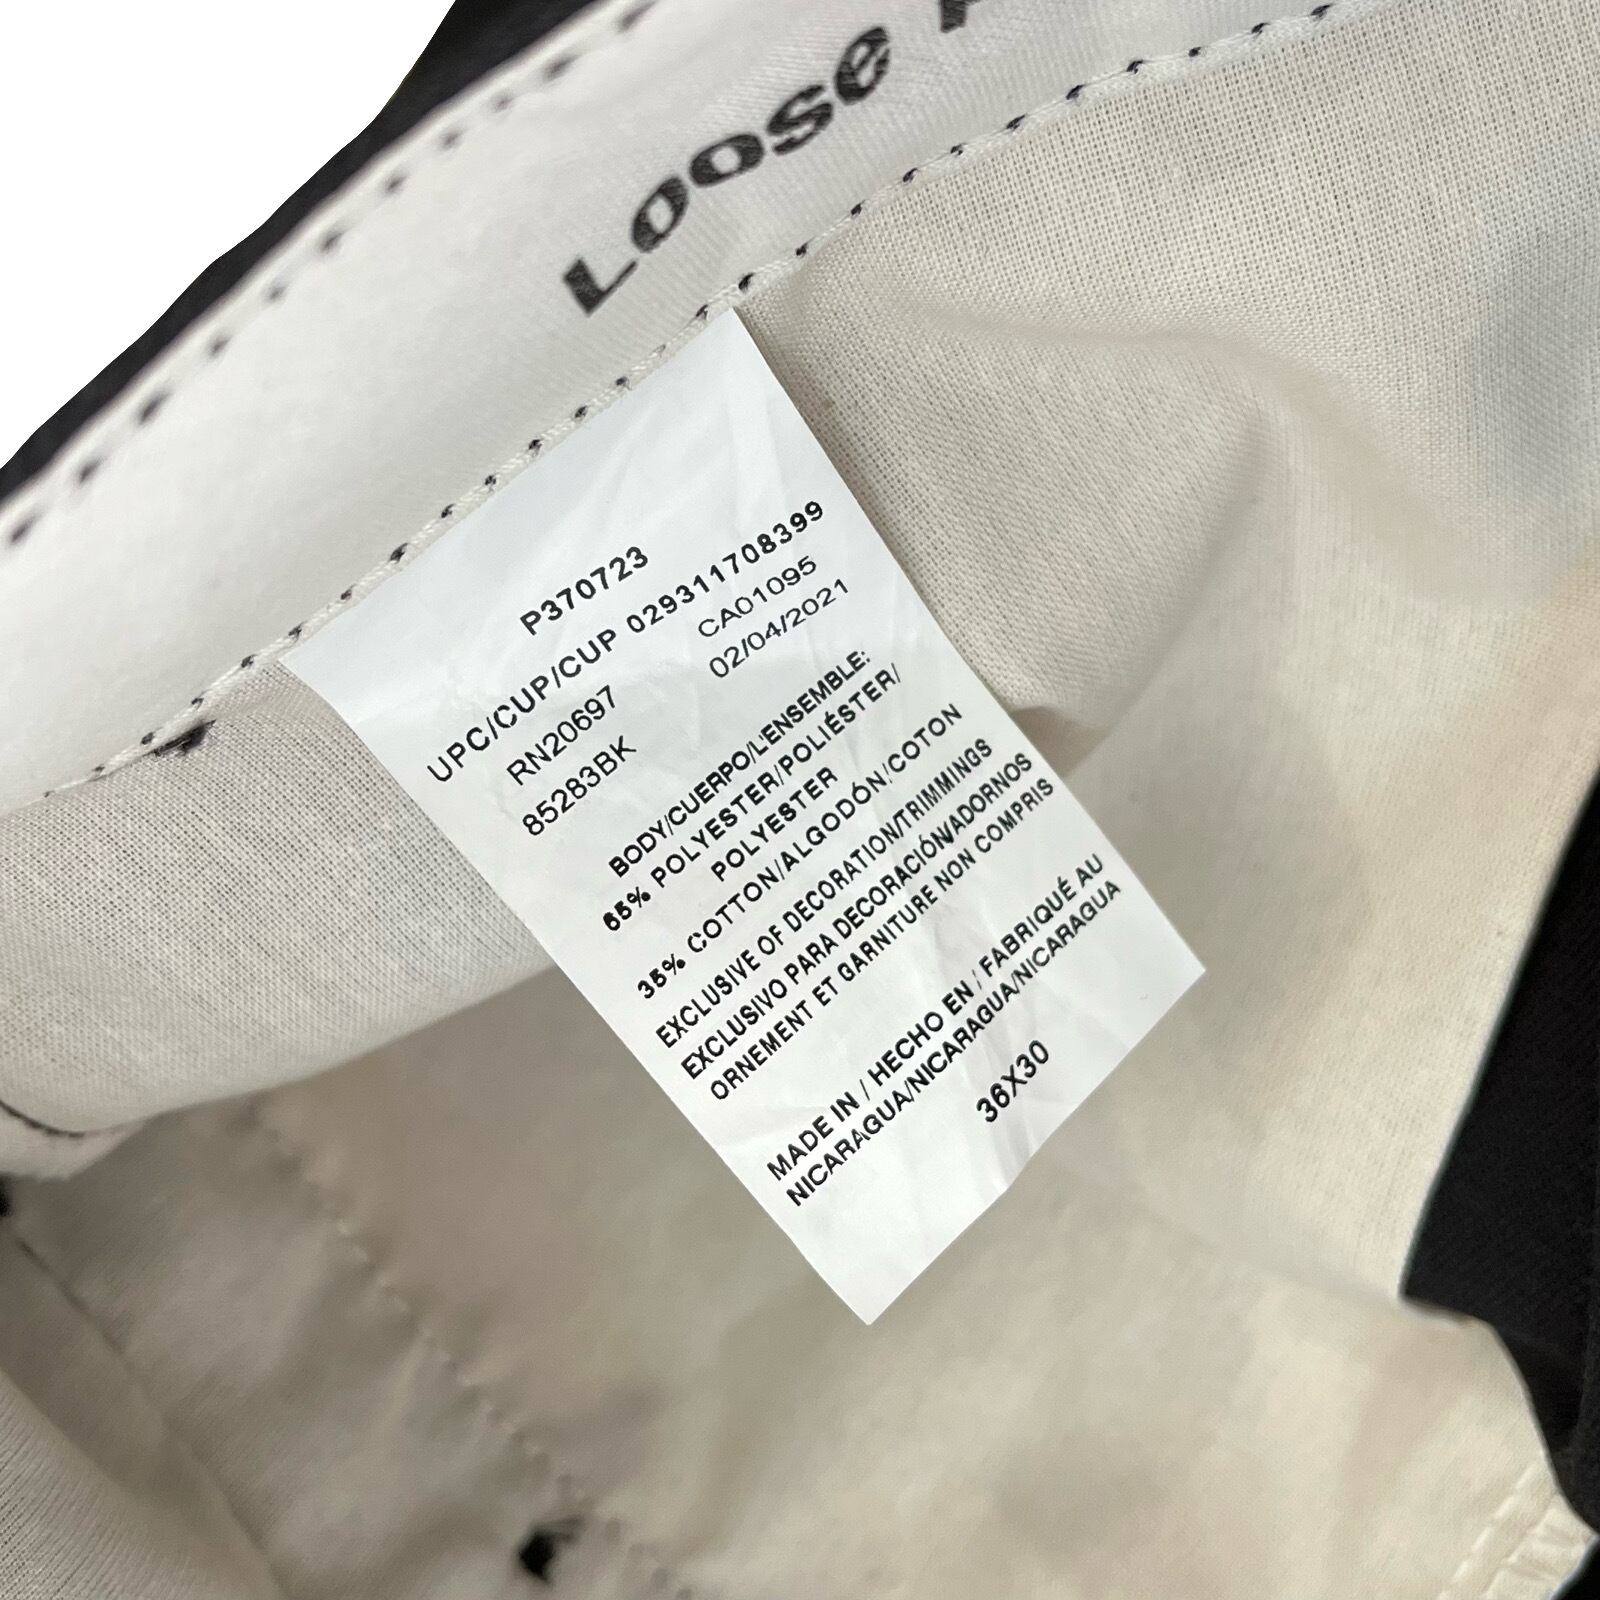 Loose
P370723
UPC/CUP/CUP 029311708399
RN20697 CA01095
85283BK 02/04/2021
BODY/CUERPO/L'ENSEMBLE:
65% POLYESTER/POLIÉSTER/
POLYESTER
35% COTTON/ALGODÓN/COTON
EXCLUSIVE OF DECORATION/TRIMMINGS
EXCLUSIVO PARA DECORACIÓN/ADORNOS
ORNEMENT ET GARNITURE NON COMPRIS
MADE IN / HECHO EN / FABRIQUÉ AU
NICARAGUA/NICARAGUA/NICARAGUA
36X30